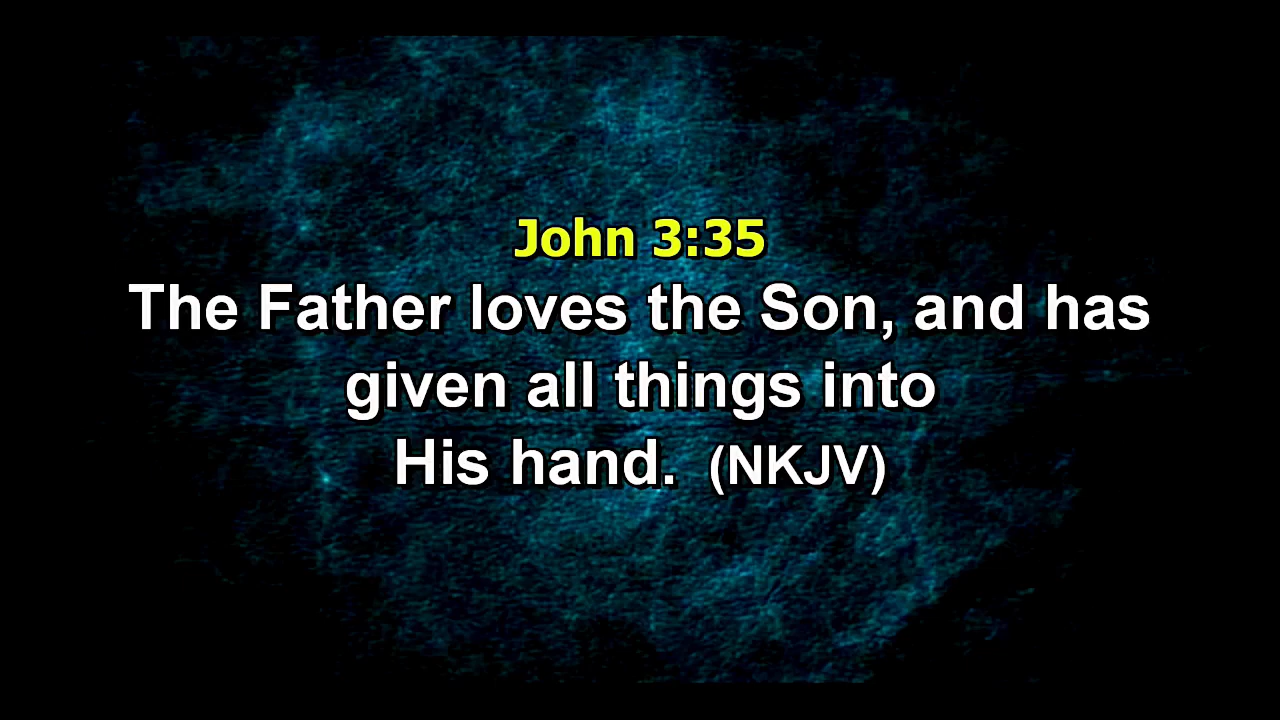 John 3:35
The Father loves the Son, and has
given all things into
His hand. (NKJV)